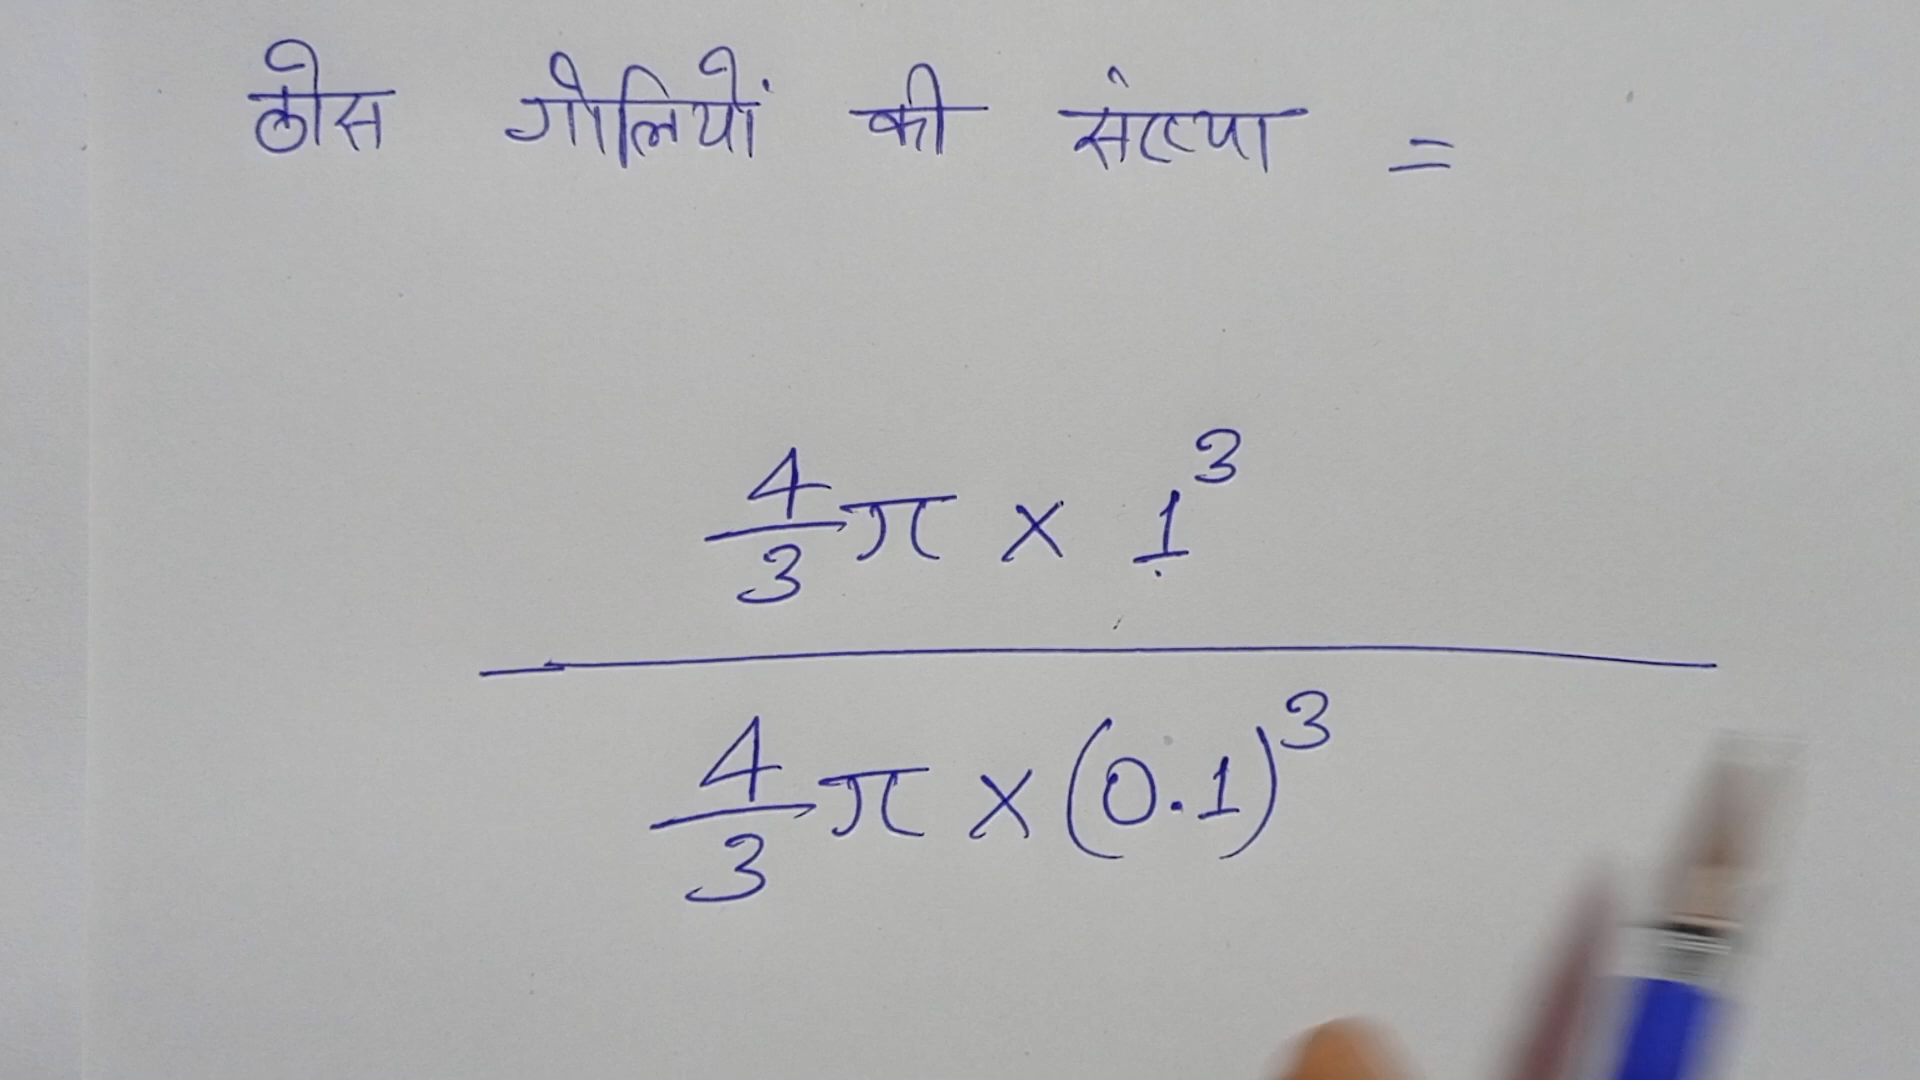 ठोस गोलियों की संख्या =
4/3 π × 1³
4/3 π × (0.1)³